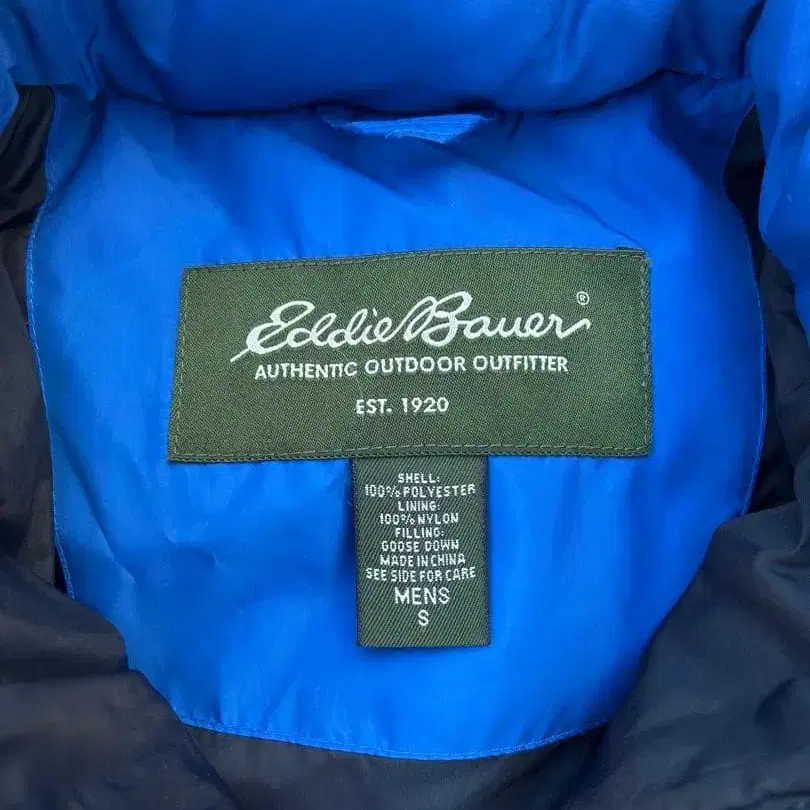 Eddie Bauer ®
AUTHENTIC OUTDOOR OUTFITTER
EST. 1920
SHELL:
100% POLYESTER
LINING:
100% NYLON
FILLING:
GOOSE DOWN
MADE IN CHINA
SEE SIDE FOR CARE
MENS
S